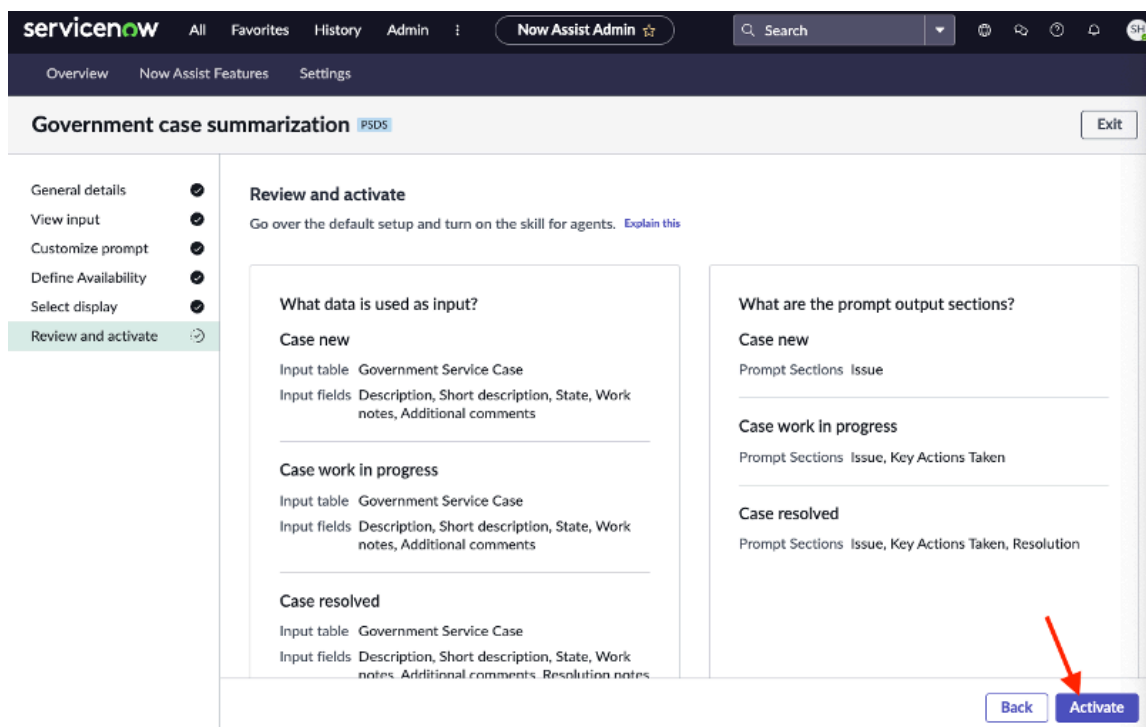 servicenow All Favorites History Admin Now Assist Admin Search SH
Overview Now Assist Features Settings
Government case summarization PSDS Exit
General details
View input
Customize prompt
Define Availability
Select display
Review and activate
Review and activate
Go over the default setup and turn on the skill for agents. Explain this
What data is used as input?
Case new
Input table Government Service Case
Input fields Description, Short description, State, Work
notes, Additional comments
Case work in progress
Input table Government Service Case
Input fields Description, Short description, State, Work
notes, Additional comments
Case resolved
Input table Government Service Case
Input fields Description, Short description, State, Work
notes, Additional comments, Resolution notes
What are the prompt output sections?
Case new
Prompt Sections Issue
Case work in progress
Prompt Sections Issue, Key Actions Taken
Case resolved
Prompt Sections Issue, Key Actions Taken, Resolution
Back Activate